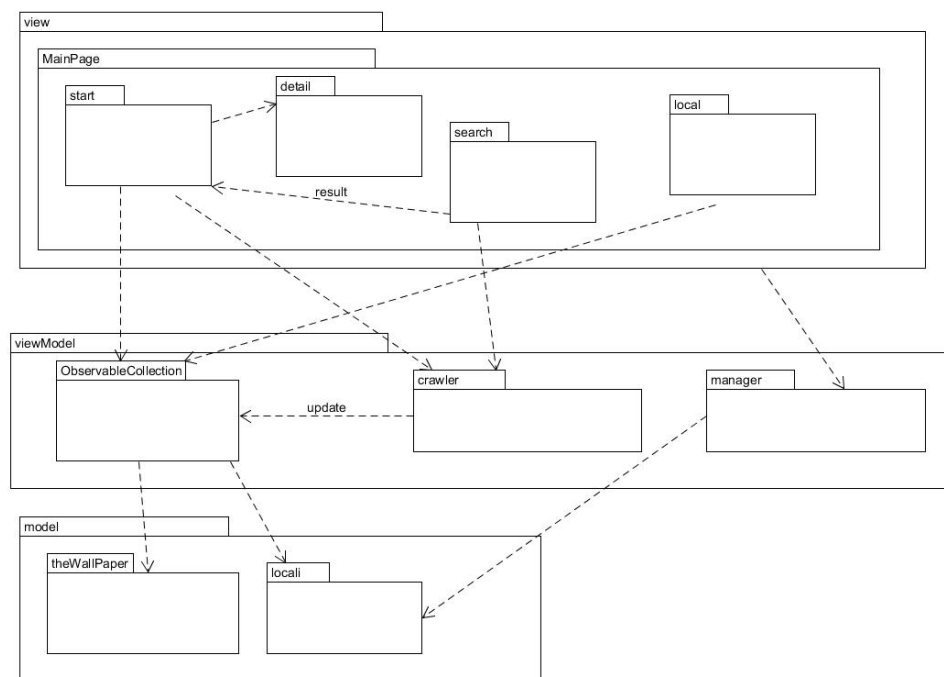 view
MainPage
start
detail
search
local
result
viewModel
ObservableCollection
crawler
manager
update
model
theWallPaper
locali